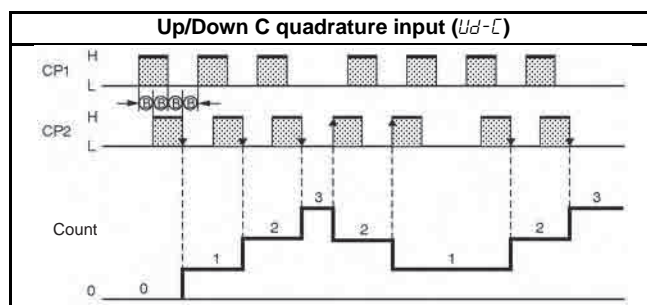 Up/Down C quadrature input (Ud-C)
H
CP1
L
B B B B
H
CP2
L
Count
0 0 1 2 3 2 1 2 3